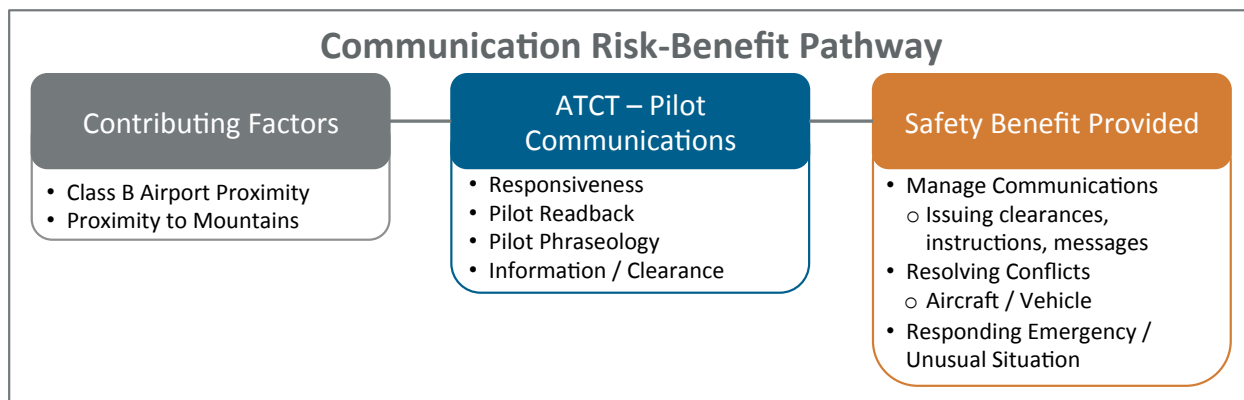 Communication Risk-Benefit Pathway
Contributing Factors
• Class B Airport Proximity
• Proximity to Mountains
ATCT – Pilot
Communications
• Responsiveness
• Pilot Readback
• Pilot Phraseology
• Information / Clearance
Safety Benefit Provided
• Manage Communications
o Issuing clearances,
instructions, messages
• Resolving Conflicts
o Aircraft / Vehicle
• Responding Emergency /
Unusual Situation